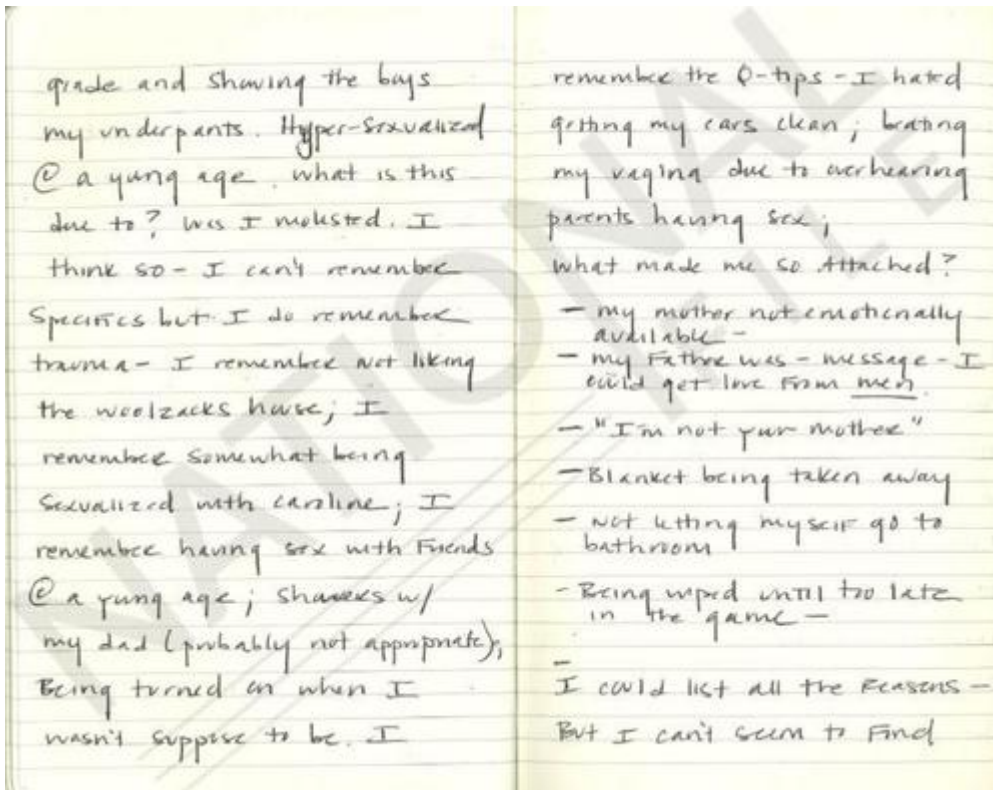 grade and showing the boys
my underpants. Hyper-Sexualized
@ a yung age. what is this
due to? Was I molested. I
think so - I can't remember
Specifics but I do remember
trauma - I remember not liking
the woolzacks house; I
remember somewhat being
sexualized with caroline; I
remember having sex with Friends
@ a yung age; showers w/
my dad (probably not appropriate);
Being turned on when I
wasn't suppose to be. I
remember the Q-tips - I hated
getting my ears clean; beating
my vagina due to overhearing
parents having sex;
What made me so Attached?
- my mother not emotionally
available -
- my Father was - message - I
could get love From men.
- "I'm not your mother"
- Blanket being taken away
- Not letting myself go to
bathroom
- Being wiped until too late
in the game -
-
I could list all the Reasons -
But I can't seem to Find
NATIONAL
FILE